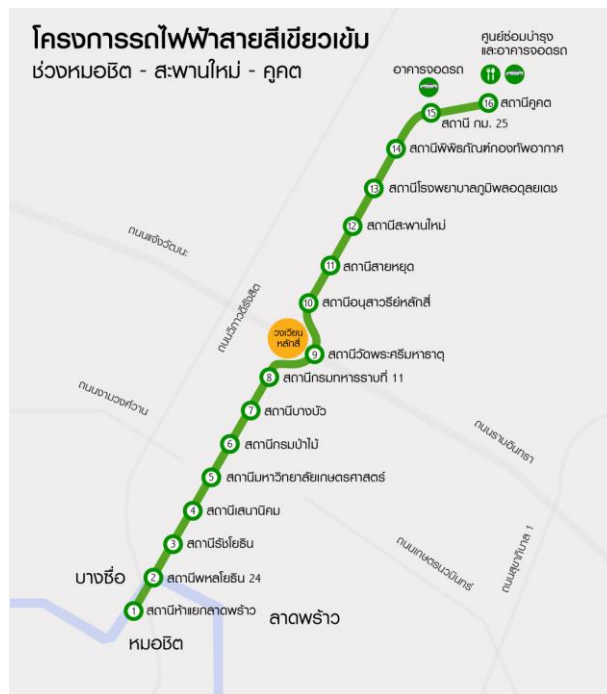 โครงการรถไฟฟ้าสายสีเขียวเข้ม
ช่วงหมอชิต - สะพานใหม่ - คูคต
ศูนย์ซ่อมบำรุง
และอาคารจอดรถ
อาคารจอดรถ
16 สถานีคูคต
15 สถานี กม. 25
14 สถานีพิพิธภัณฑ์กองทัพอากาศ
13 สถานีโรงพยาบาลภูมิพลอดุลยเดช
12 สถานีสะพานใหม่
11 สถานีสายหยุด
10 สถานีอนุสาวรีย์หลักสี่
วงเวียน
หลักสี่
9 สถานีวัดพระศรีมหาธาตุ
8 สถานีกรมทหารราบที่ 11
7 สถานีบางบัว
6 สถานีกรมป่าไม้
5 สถานีมหาวิทยาลัยเกษตรศาสตร์
4 สถานีเสนานิคม
3 สถานีรัชโยธิน
2 สถานีพหลโยธิน 24
1 สถานีห้าแยกลาดพร้าว
ถนนแจ้งวัฒนะ
ถนนวิภาวดีรังสิต
ถนนงามวงศ์วาน
ถนนรามอินทรา
ถนนเกษตรนวมินทร์
ถนนสุขาภิบาล 1
บางซื่อ
ลาดพร้าว
หมอชิต